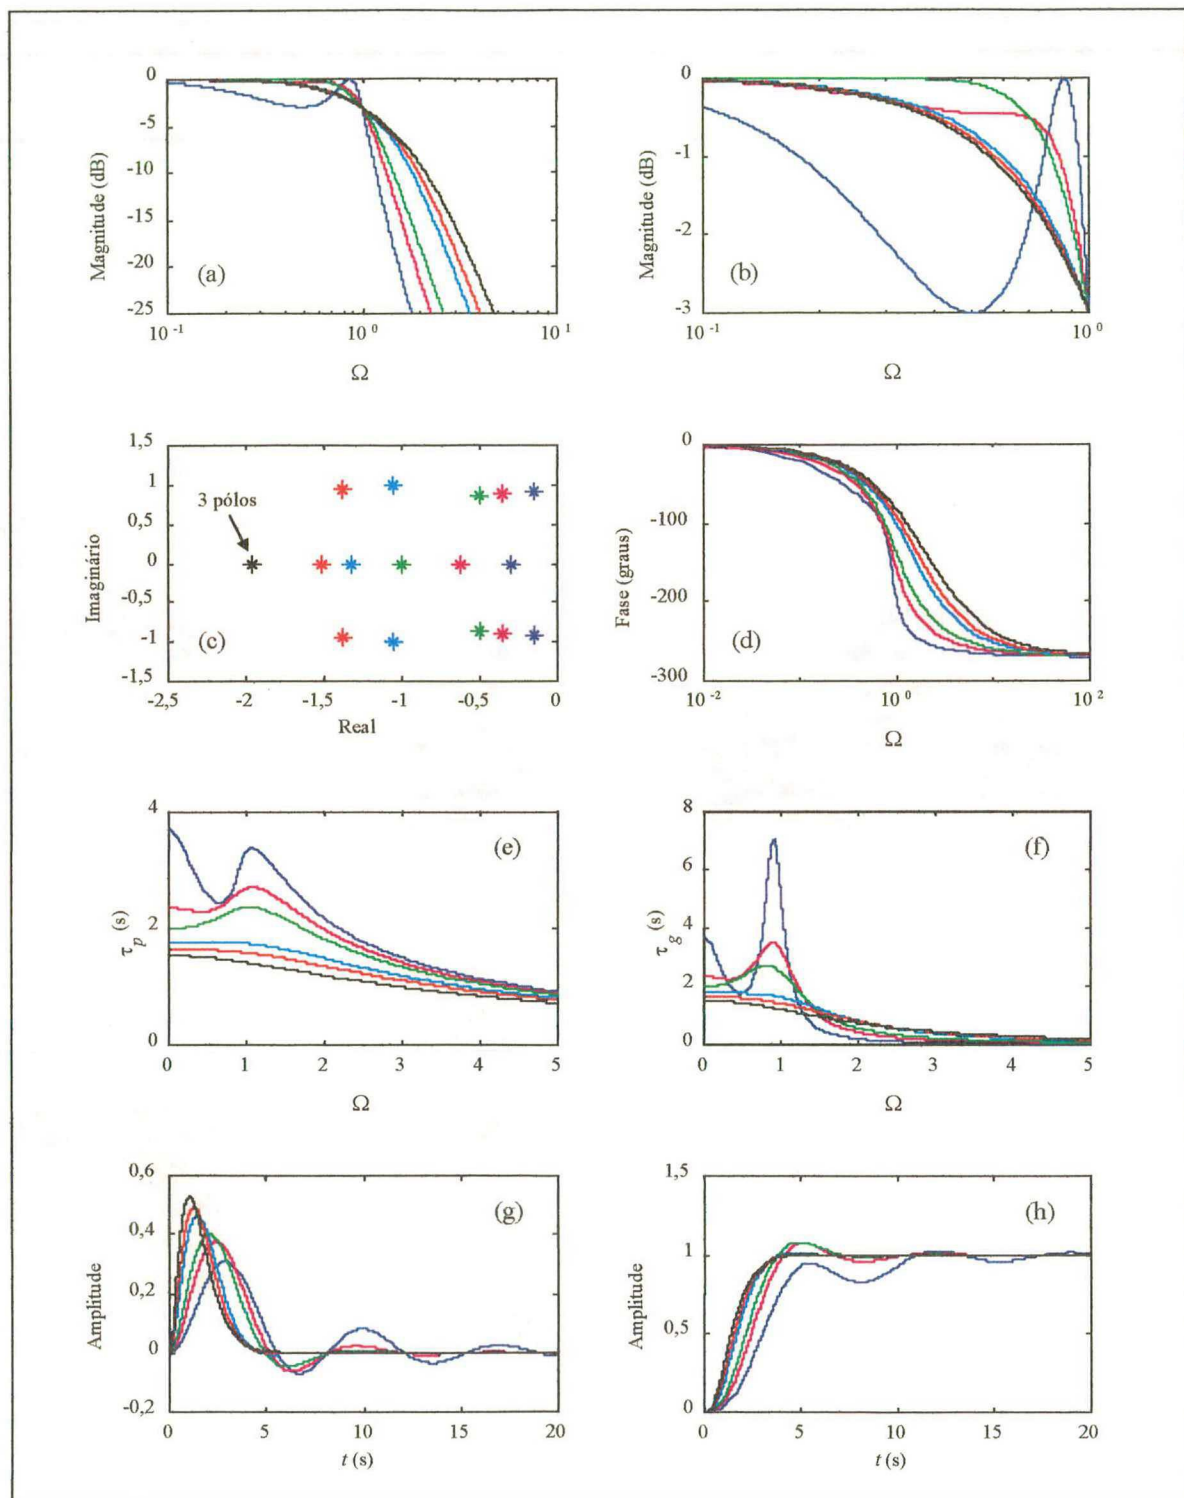 0
-5
-10
-15
-20
-25
Magnitude (dB)
(a)
10 -1
10 0
10 1
Ω
0
-1
-2
-3
Magnitude (dB)
(b)
10 -1
10 0
Ω
1,5
1
0,5
0
-0,5
-1
-1,5
Imaginário
3 pólos
(c)
-2,5
-2
-1,5
-1
-0,5
0
Real
0
-100
-200
-300
Fase (graus)
(d)
10 -2
10 0
10 2
Ω
4
2
0
τp (s)
(e)
0
1
2
3
4
5
Ω
8
6
4
2
0
τg (s)
(f)
0
1
2
3
4
5
Ω
0,6
0,4
0,2
0
-0,2
Amplitude
(g)
0
5
10
15
20
t (s)
1,5
1
0,5
0
Amplitude
(h)
0
5
10
15
20
t (s)